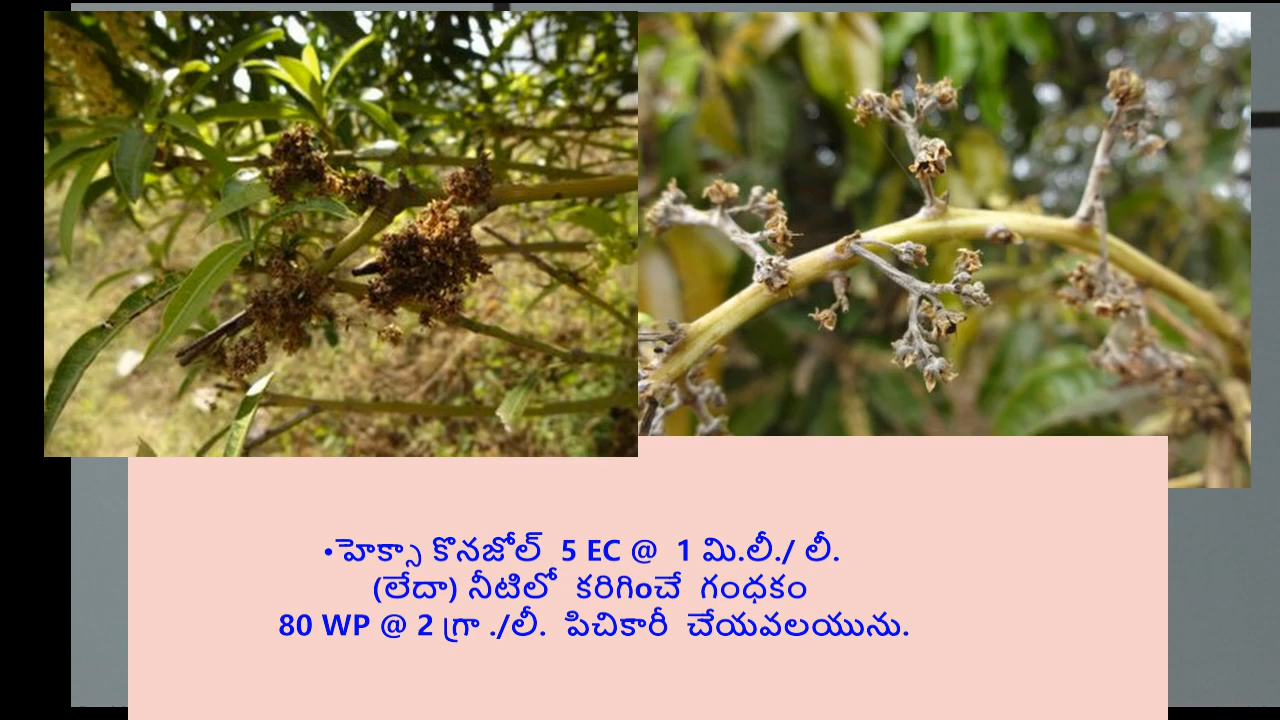 •హెక్సా కొనజోల్ 5 EC @ 1 మి.లీ./ లీ.
(లేదా) నీటిలో కరిగించే గంధకం
80 WP @ 2 గ్రా ./లీ. పిచికారీ చేయవలయును.